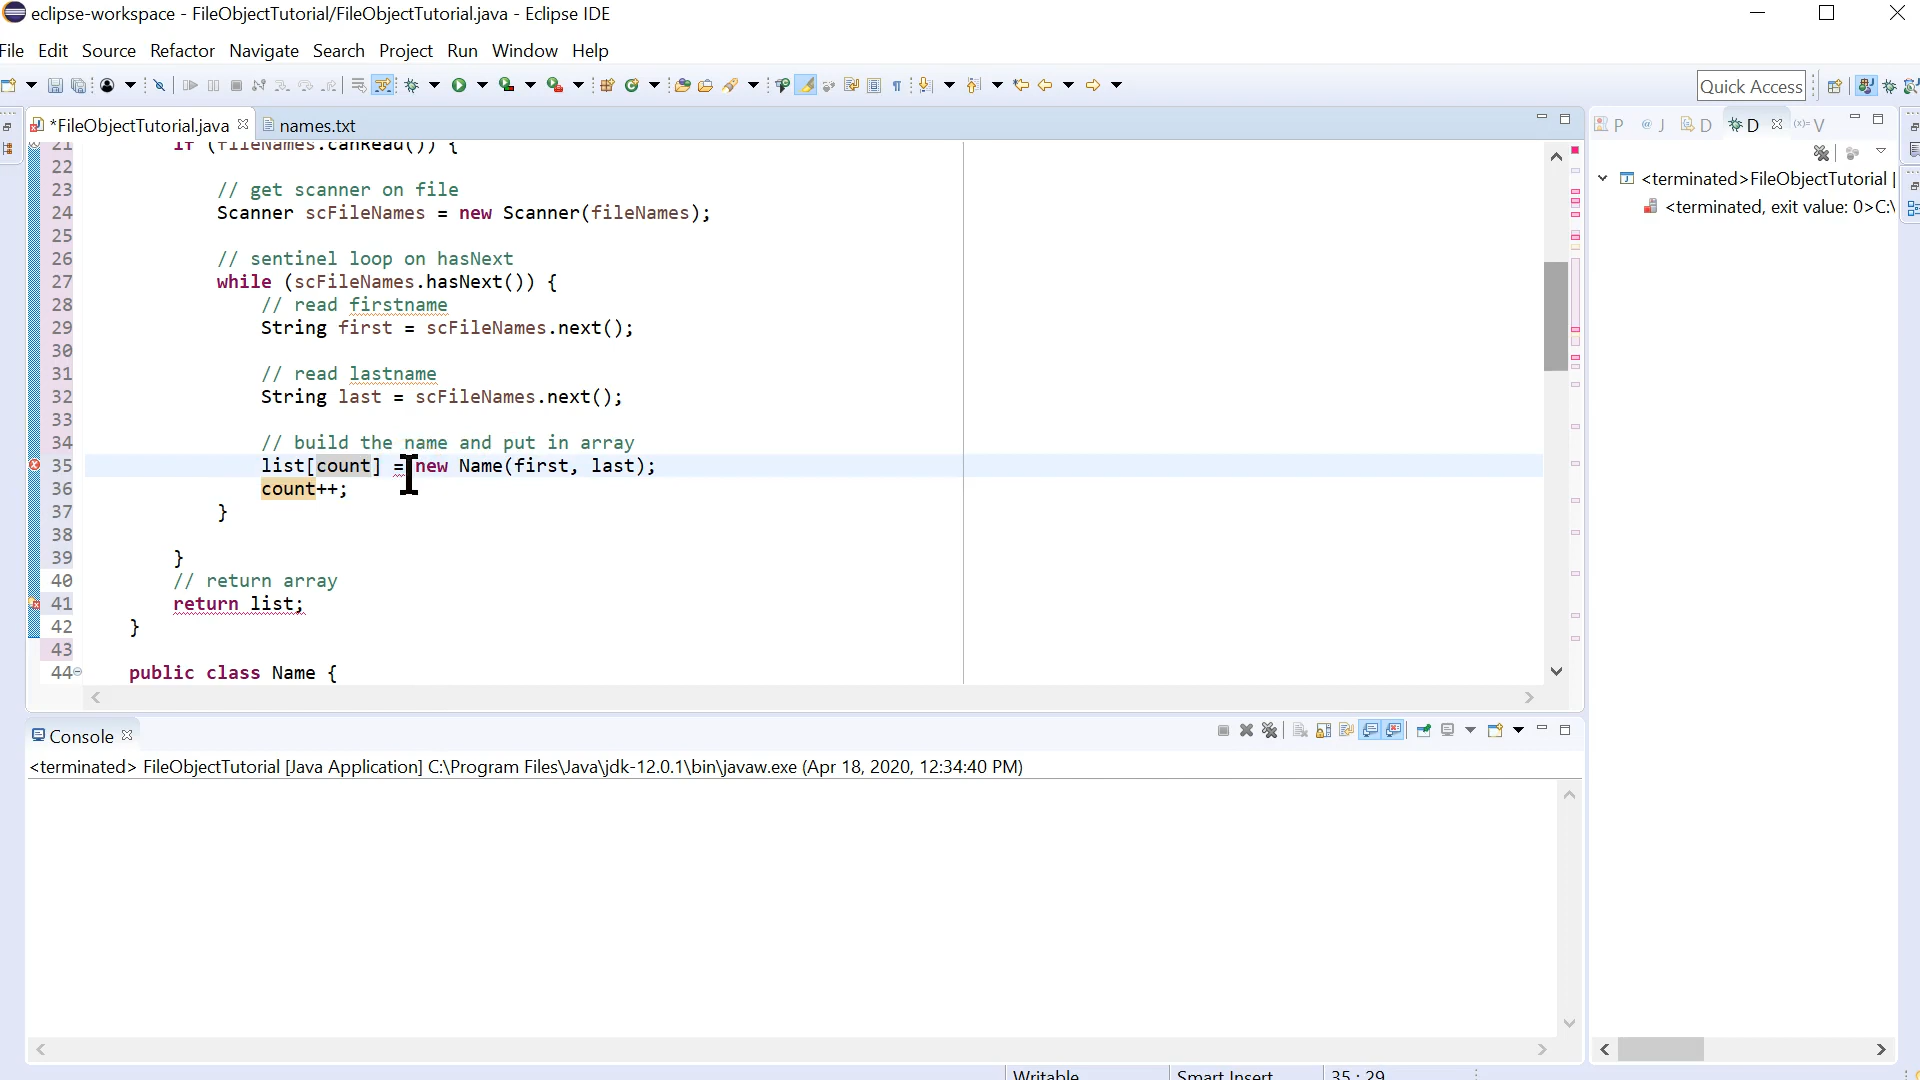 eclipse-workspace - FileObjectTutorial/FileObjectTutorial.java - Eclipse IDE
File Edit Source Refactor Navigate Search Project Run Window Help
Quick Access
*FileObjectTutorial.java names.txt
P @ J D D (x)= V
21 if (fileNames.canRead()) {
22
23 // get scanner on file
24 Scanner scFileNames = new Scanner(fileNames);
25
26 // sentinel loop on hasNext
27 while (scFileNames.hasNext()) {
28 // read firstname
29 String first = scFileNames.next();
30
31 // read lastname
32 String last = scFileNames.next();
33
34 // build the name and put in array
35 list[count] = new Name(first, last);
36 count++;
37 }
38
39 }
40 // return array
41 return list;
42 }
43
44 public class Name {
<terminated>FileObjectTutorial
<terminated, exit value: 0>C:\
Console
<terminated> FileObjectTutorial [Java Application] C:\Program Files\Java\jdk-12.0.1\bin\javaw.exe (Apr 18, 2020, 12:34:40 PM)
Writable Smart Insert 35 : 29